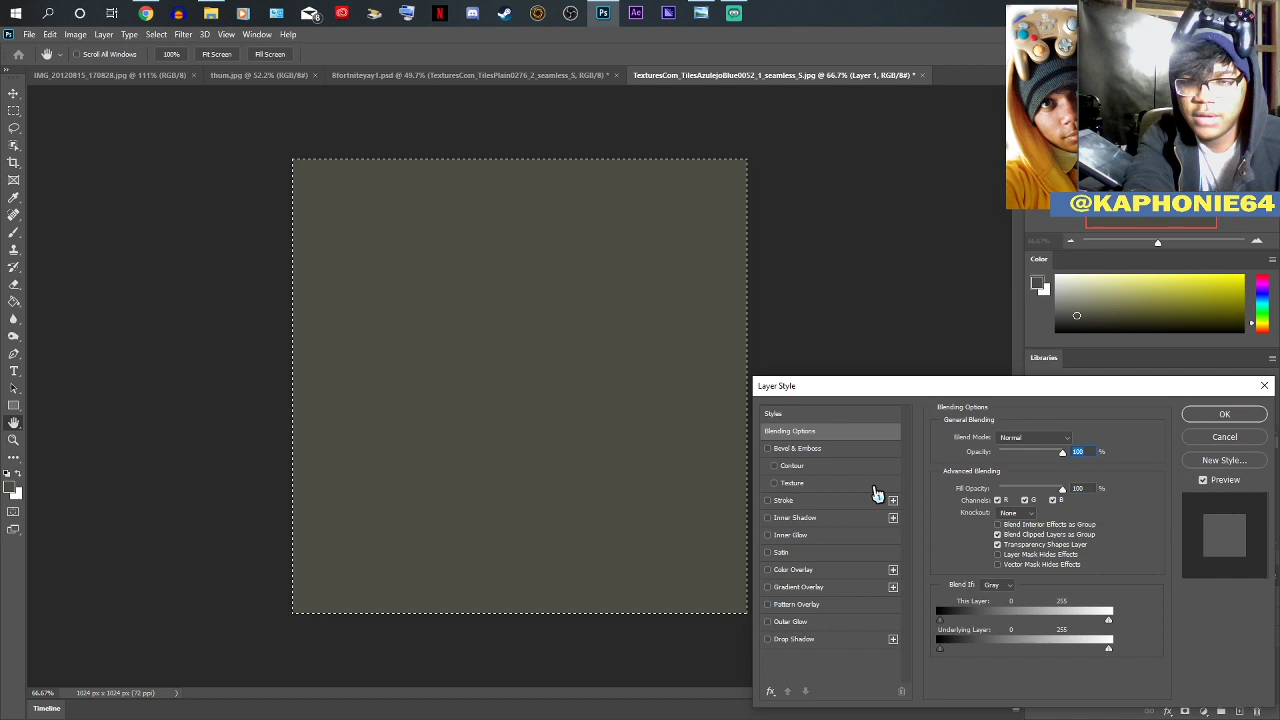 8
File Edit Image Layer Type Select Filter 3D View Window Help
Scroll All Windows 100% Fit Screen Fill Screen
IMG_20120815_170828.jpg @ 111% (RGB/8) × thum.jpg @ 52.2% (RGB/8#) × 8fortniteyay1.psd @ 49.7% (TexturesCom_TilesPlain0276_2_seamless_S, RGB/8) * × TexturesCom_TilesAzulejoBlue0052_1_seamless_S.jpg @ 66.7% (Layer 1, RGB/8#) * ×
@KAPHONIE64
66.67%
Color
Libraries
Layer Style
Styles
Blending Options
Bevel & Emboss
Contour
Texture
Stroke
Inner Shadow
Inner Glow
Satin
Color Overlay
Gradient Overlay
Pattern Overlay
Outer Glow
Drop Shadow
fx
Blending Options
General Blending
Blend Mode: Normal
Opacity: 100 %
Advanced Blending
Fill Opacity: 100 %
Channels: R G B
Knockout: None
Blend Interior Effects as Group
Blend Clipped Layers as Group
Transparency Shapes Layer
Layer Mask Hides Effects
Vector Mask Hides Effects
Blend If: Gray
This Layer: 0 255
Underlying Layer: 0 255
OK
Cancel
New Style...
Preview
66.67% 1024 px x 1024 px (72 ppi)
Timeline